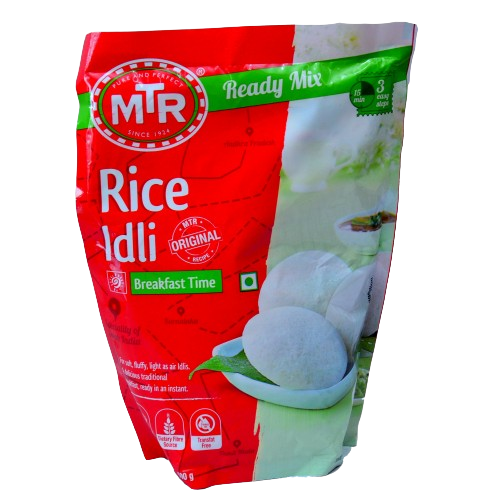 PURE AND PERFECT
MTR
SINCE 1924
®
Ready Mix
15 min
3 easy steps
Rice
Idli
MTR
ORIGINAL
RECIPE
Breakfast Time
For soft, fluffy, light as air Idlis.
delicious traditional
ready in an instant.
Dietary Fibre
Source
Transfat
Free
g